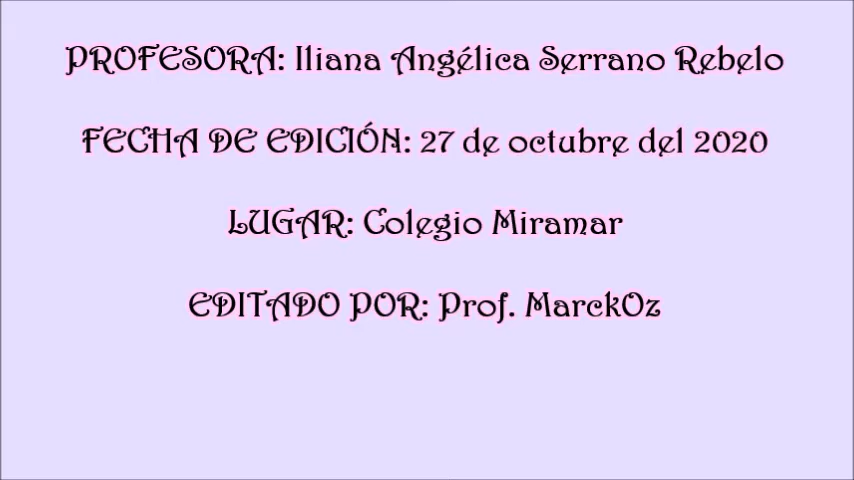 PROFESORA: Iliana Angélica Serrano Rebelo
FECHA DE EDICIÓN: 27 de octubre del 2020
LUGAR: Colegio Miramar
EDITADO POR: Prof. MarckOz